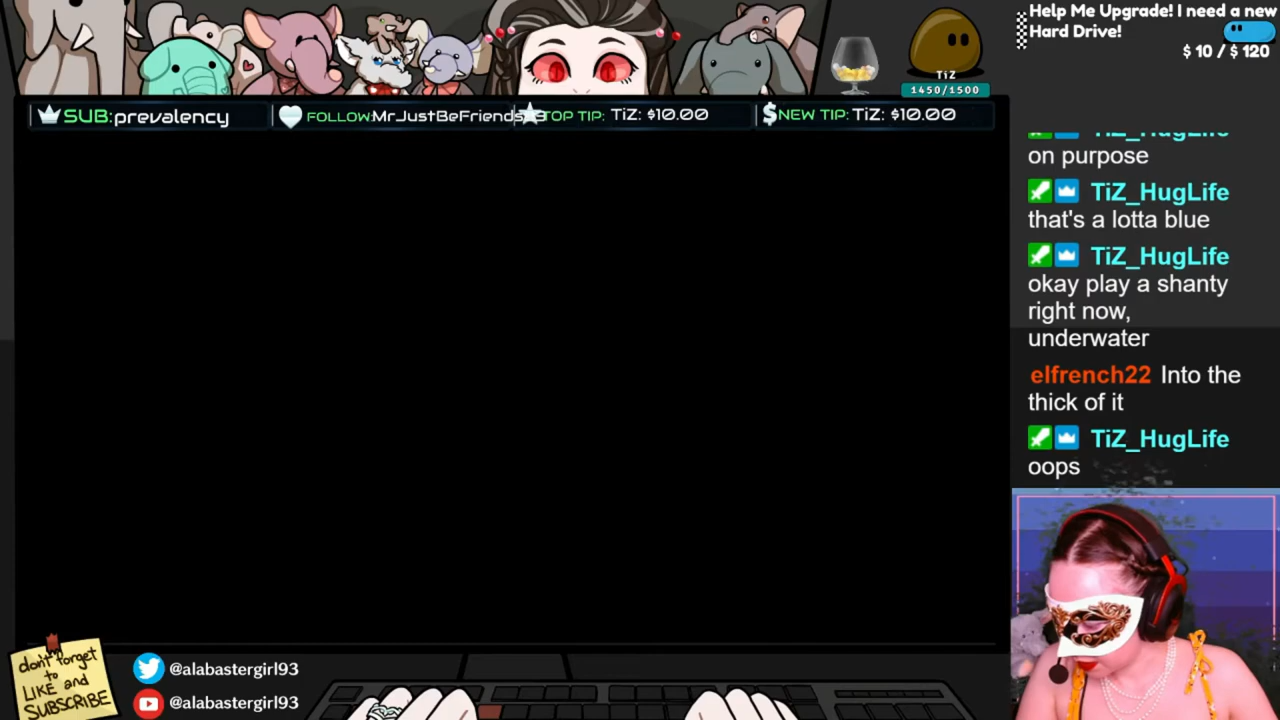 Help Me Upgrade! I need a new
Hard Drive!
$ 10 / $ 120
TiZ
1450/1500
SUB:prevalency
FOLLOW:MrJustBeFriends
TOP TIP: TiZ: $10.00
NEW TIP: TiZ: $10.00
TiZ_HugLife
on purpose
TiZ_HugLife
that's a lotta blue
TiZ_HugLife
okay play a shanty
right now,
underwater
elfrench22 Into the
thick of it
TiZ_HugLife
oops
don't forget
to
LIKE and
SUBSCRIBE
@alabastergirl93
@alabastergirl93